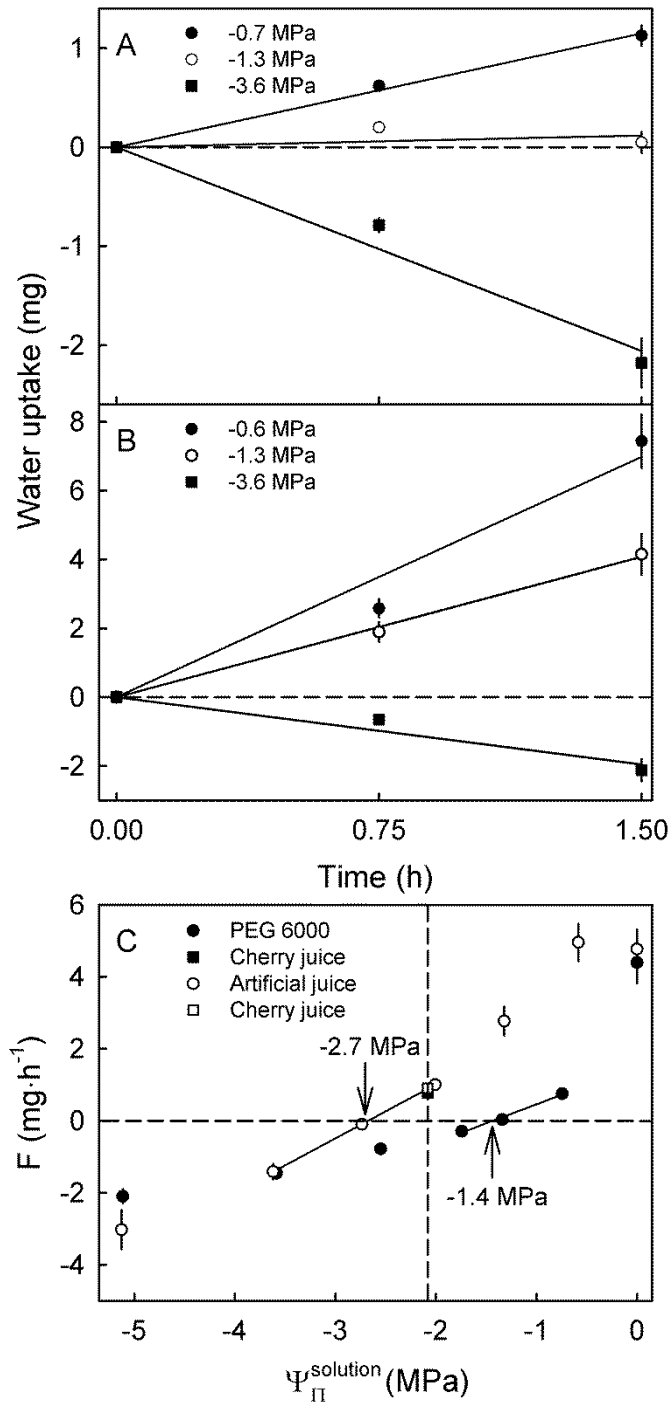 A
-0.7 MPa
-1.3 MPa
-3.6 MPa
1
0
-1
-2
Water uptake (mg)
B
-0.6 MPa
-1.3 MPa
-3.6 MPa
8
6
4
2
0
-2
0.00 0.75 1.50
Time (h)
C
PEG 6000
Cherry juice
Artificial juice
Cherry juice
-2.7 MPa
-1.4 MPa
6
4
2
0
-2
-4
F (mg·h⁻¹)
-5 -4 -3 -2 -1 0
Ψ_Π^solution (MPa)